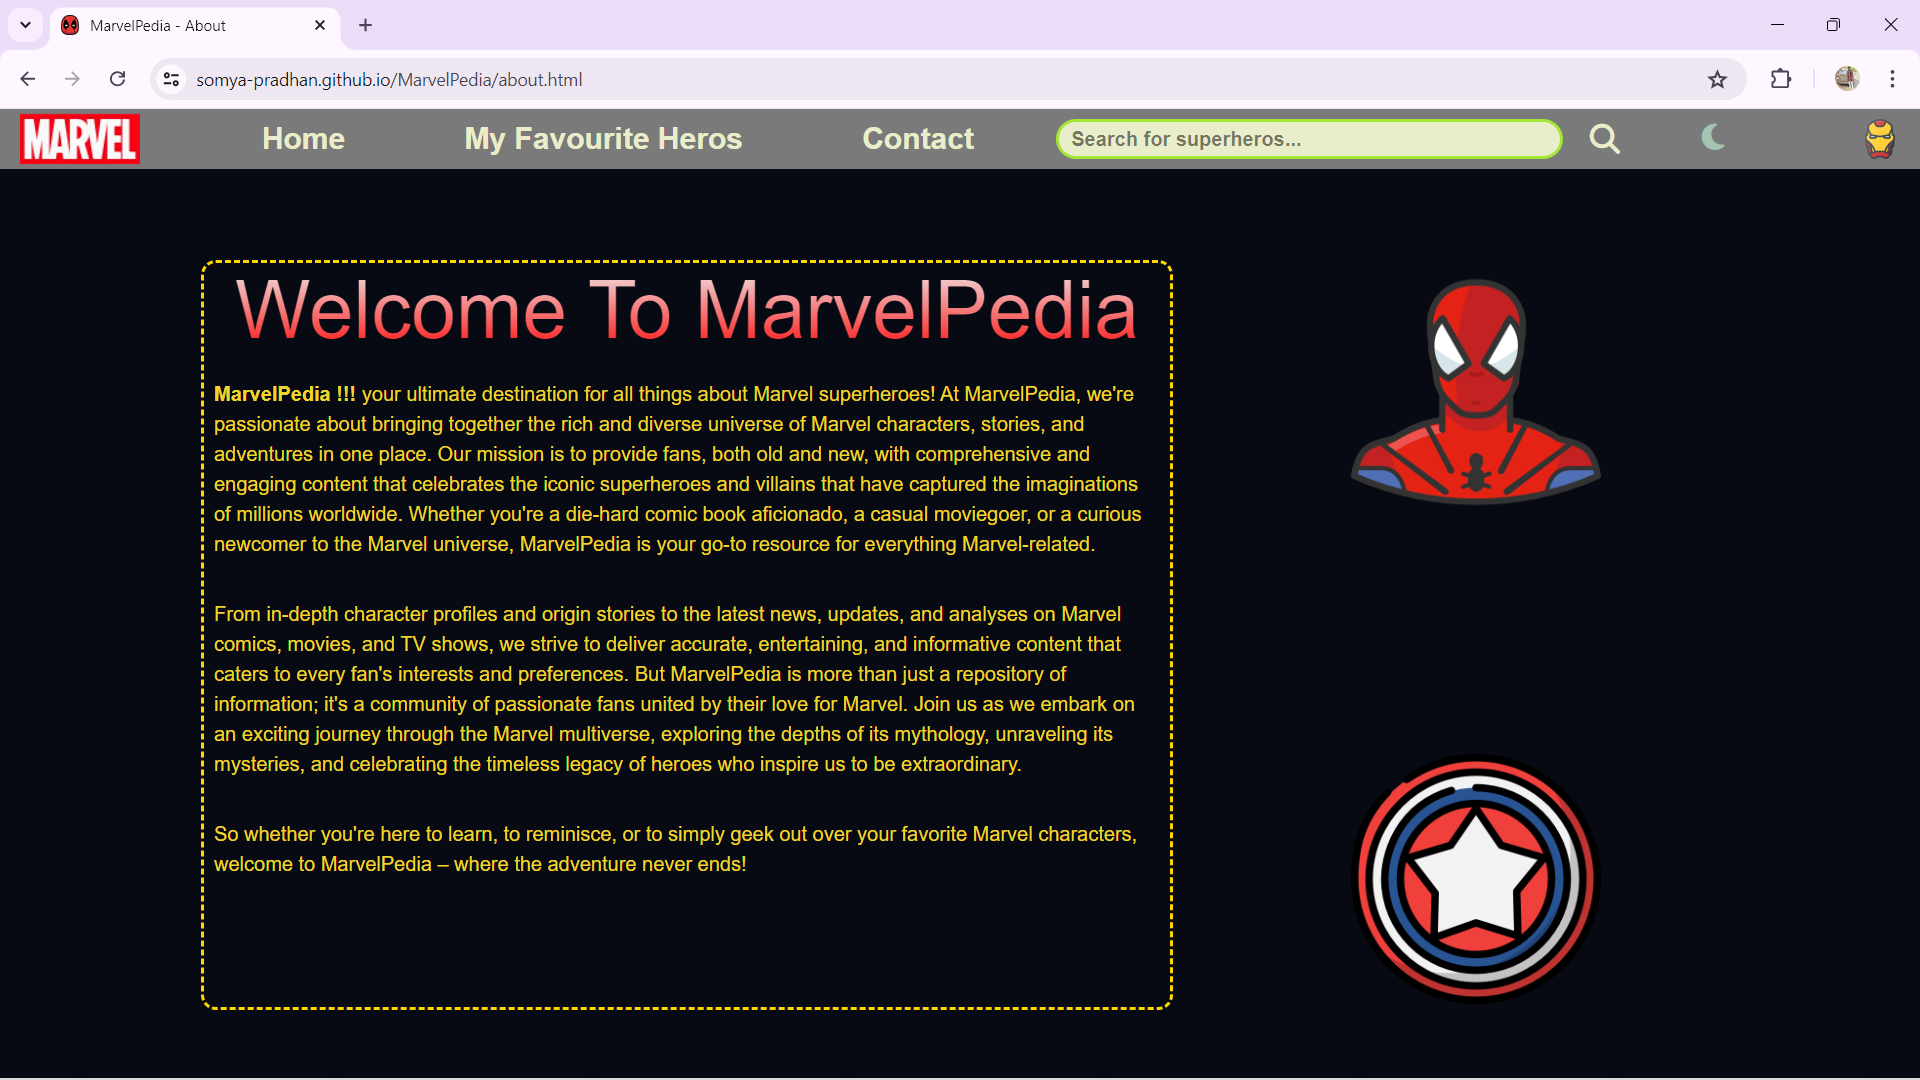 MarvelPedia - About
somya-pradhan.github.io/MarvelPedia/about.html
MARVEL Home My Favourite Heros Contact Search for superheros...
Welcome To MarvelPedia
MarvelPedia !!! your ultimate destination for all things about Marvel superheroes! At MarvelPedia, we're
passionate about bringing together the rich and diverse universe of Marvel characters, stories, and
adventures in one place. Our mission is to provide fans, both old and new, with comprehensive and
engaging content that celebrates the iconic superheroes and villains that have captured the imaginations
of millions worldwide. Whether you're a die-hard comic book aficionado, a casual moviegoer, or a curious
newcomer to the Marvel universe, MarvelPedia is your go-to resource for everything Marvel-related.
From in-depth character profiles and origin stories to the latest news, updates, and analyses on Marvel
comics, movies, and TV shows, we strive to deliver accurate, entertaining, and informative content that
caters to every fan's interests and preferences. But MarvelPedia is more than just a repository of
information; it's a community of passionate fans united by their love for Marvel. Join us as we embark on
an exciting journey through the Marvel multiverse, exploring the depths of its mythology, unraveling its
mysteries, and celebrating the timeless legacy of heroes who inspire us to be extraordinary.
So whether you're here to learn, to reminisce, or to simply geek out over your favorite Marvel characters,
welcome to MarvelPedia – where the adventure never ends!